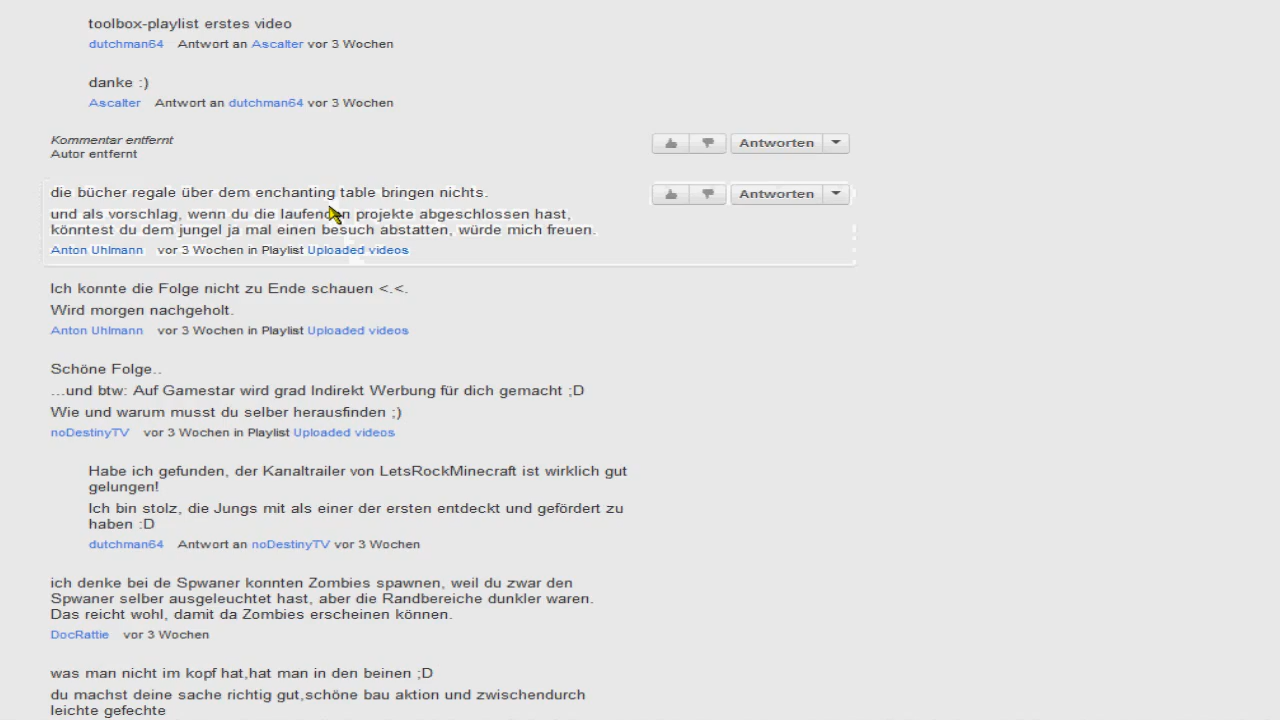 toolbox-playlist erstes video
dutchman64 Antwort an Ascalter vor 3 Wochen
danke :)
Ascalter Antwort an dutchman64 vor 3 Wochen
Kommentar entfernt
Autor entfernt
Antworten
die bücher regale über dem enchanting table bringen nichts.
Antworten
und als vorschlag, wenn du die laufenden projekte abgeschlossen hast,
könntest du dem jungel ja mal einen besuch abstatten, würde mich freuen.
Anton Uhlmann vor 3 Wochen in Playlist Uploaded videos
Ich konnte die Folge nicht zu Ende schauen <.<.
Wird morgen nachgeholt.
Anton Uhlmann vor 3 Wochen in Playlist Uploaded videos
Schöne Folge..
...und btw: Auf Gamestar wird grad Indirekt Werbung für dich gemacht ;D
Wie und warum musst du selber herausfinden ;)
noDestinyTV vor 3 Wochen in Playlist Uploaded videos
Habe ich gefunden, der Kanaltrailer von LetsRockMinecraft ist wirklich gut
gelungen!
Ich bin stolz, die Jungs mit als einer der ersten entdeckt und gefördert zu
haben :D
dutchman64 Antwort an noDestinyTV vor 3 Wochen
ich denke bei de Spwaner konnten Zombies spawnen, weil du zwar den
Spwaner selber ausgeleuchtet hast, aber die Randbereiche dunkler waren.
Das reicht wohl, damit da Zombies erscheinen können.
DocRattie vor 3 Wochen
was man nicht im kopf hat,hat man in den beinen ;D
du machst deine sache richtig gut,schöne bau aktion und zwischendurch
leichte gefechte